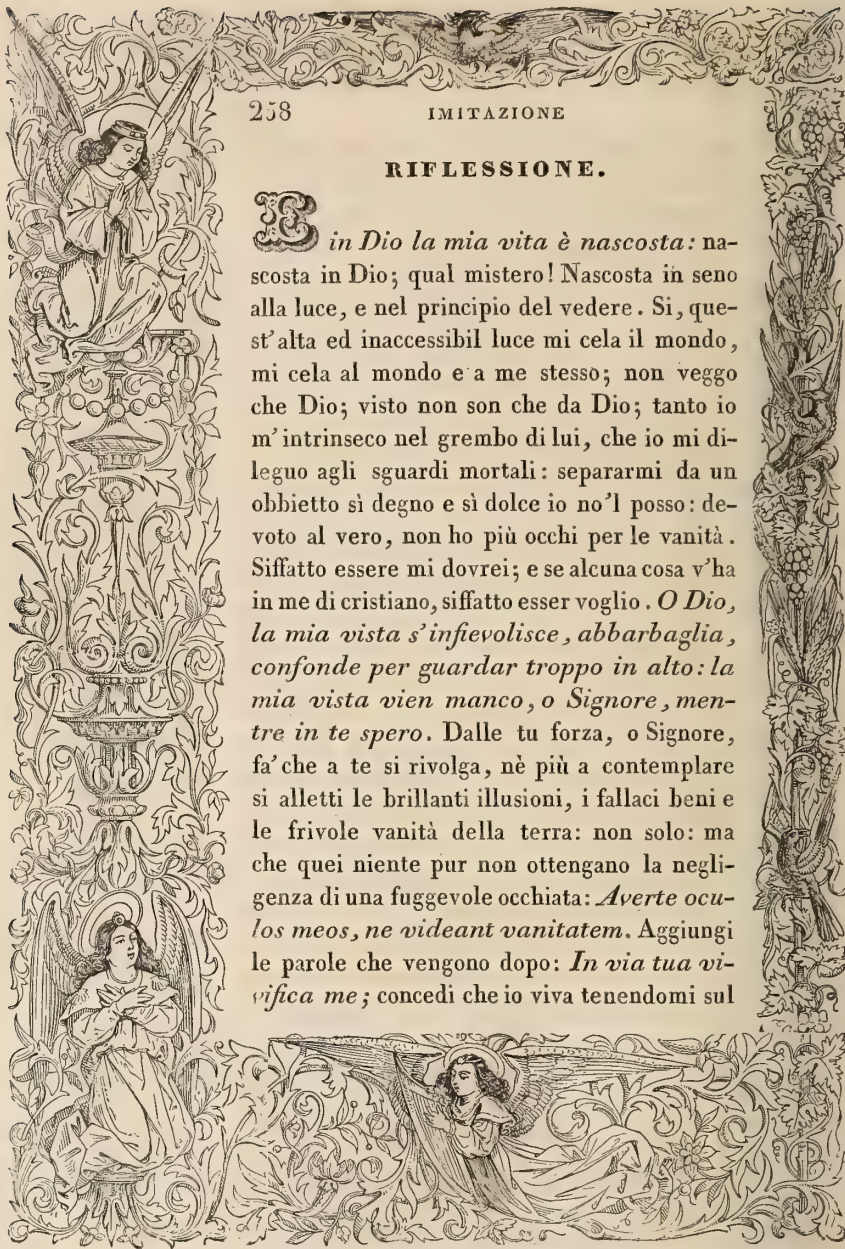 258 IMITAZIONE
RIFLESSIONE.
E in Dio la mia vita è nascosta: na-
scosta in Dio; qual mistero! Nascosta in seno
alla luce, e nel principio del vedere. Si, que-
st' alta ed inaccessibil luce mi cela il mondo,
mi cela al mondo e a me stesso; non veggo
che Dio; visto non son che da Dio; tanto io
m' intrinseco nel grembo di lui, che io mi di-
leguo agli sguardi mortali: separarmi da un
obbietto sì degno e sì dolce io no'l posso: de-
voto al vero, non ho più occhi per le vanità.
Siffatto essere mi dovrei; e se alcuna cosa v'ha
in me di cristiano, siffatto esser voglio. O Dio,
la mia vista s' infievolisce, abbarbaglia,
confonde per guardar troppo in alto: la
mia vista vien manco, o Signore, men-
tre in te spero. Dalle tu forza, o Signore,
fa' che a te si rivolga, nè più a contemplare
si alletti le brillanti illusioni, i fallaci beni e
le frivole vanità della terra: non solo: ma
che quei niente pur non ottengano la negli-
genza di una fuggevole occhiata: Averte ocu-
los meos, ne videant vanitatem. Aggiungi
le parole che vengono dopo: In via tua vi-
vifica me; concedi che io viva tenendomi sul